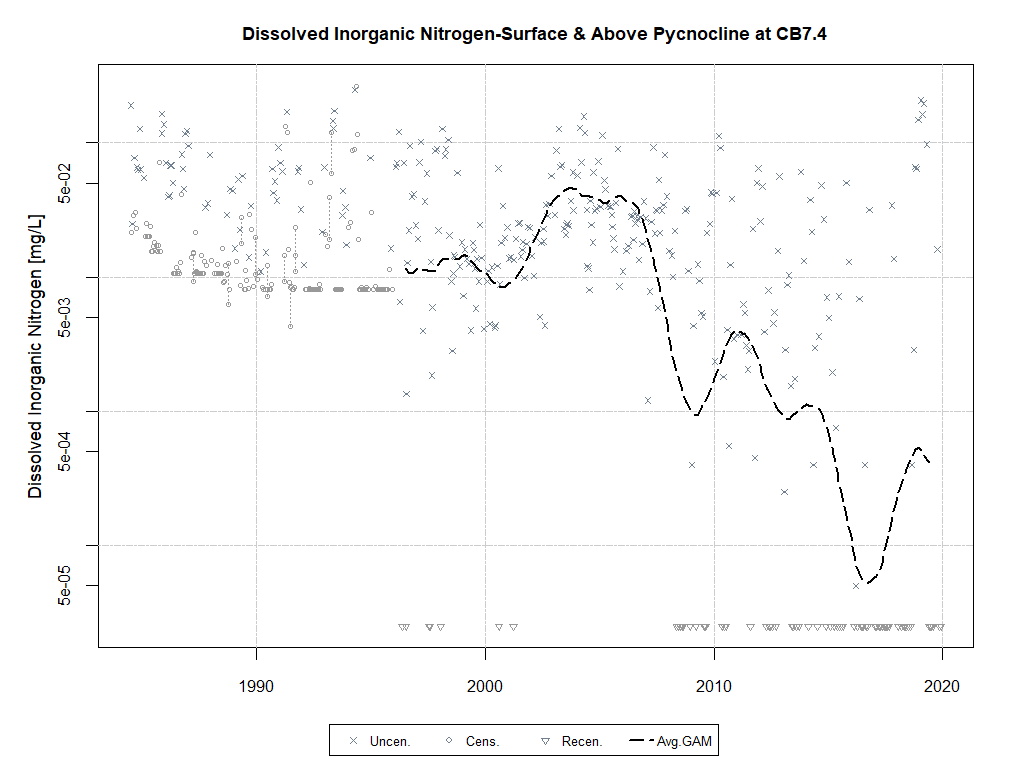 Dissolved Inorganic Nitrogen-Surface & Above Pycnocline at CB7.4
Dissolved Inorganic Nitrogen [mg/L]
5e-02
5e-03
5e-04
5e-05
1990 2000 2010 2020
Uncen. Cens. Recen. Avg.GAM